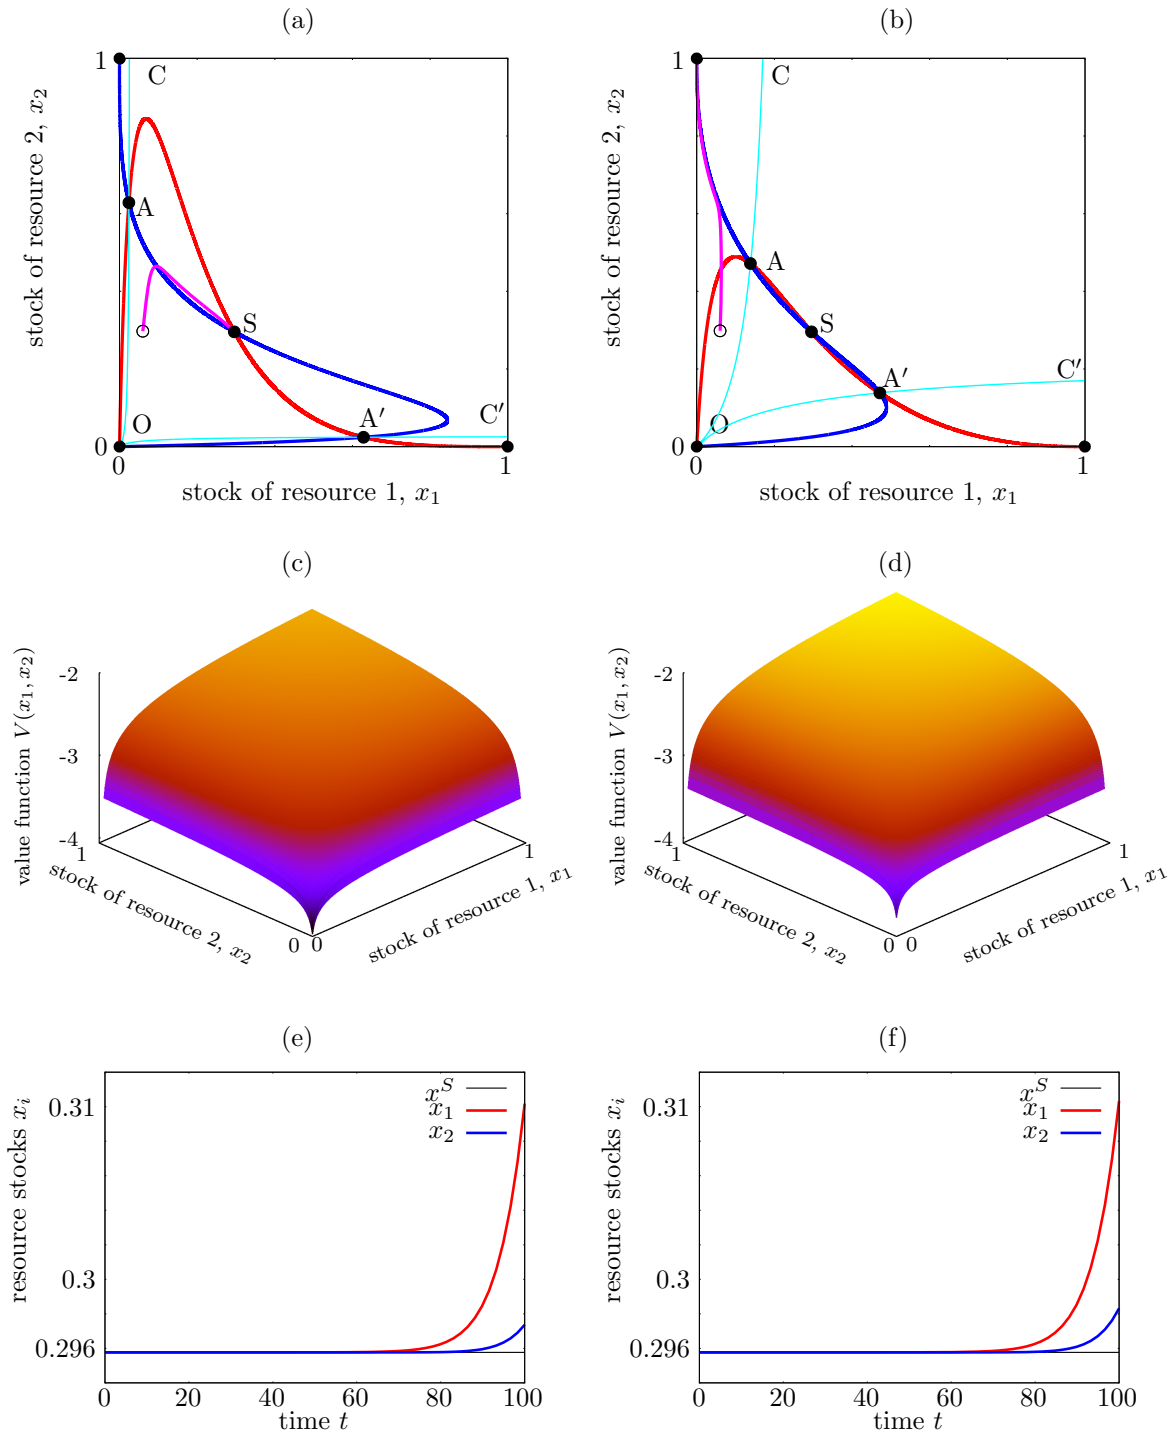 (a)
(b)
stock of resource 2, x₂
1
0
C
A
S
O
A′
C′
0
1
stock of resource 1, x₁
stock of resource 2, x₂
1
0
C
A
S
A′
C′
O
0
1
stock of resource 1, x₁
(c)
(d)
value function V(x₁, x₂)
-2
-3
-4
1
stock of resource 2, x₂
0
0
stock of resource 1, x₁
1
value function V(x₁, x₂)
-2
-3
-4
1
stock of resource 2, x₂
0
0
stock of resource 1, x₁
1
(e)
(f)
resource stocks xᵢ
0.31
0.3
0.296
xˢ
x₁
x₂
0 20 40 60 80 100
time t
resource stocks xᵢ
0.31
0.3
0.296
xˢ
x₁
x₂
0 20 40 60 80 100
time t